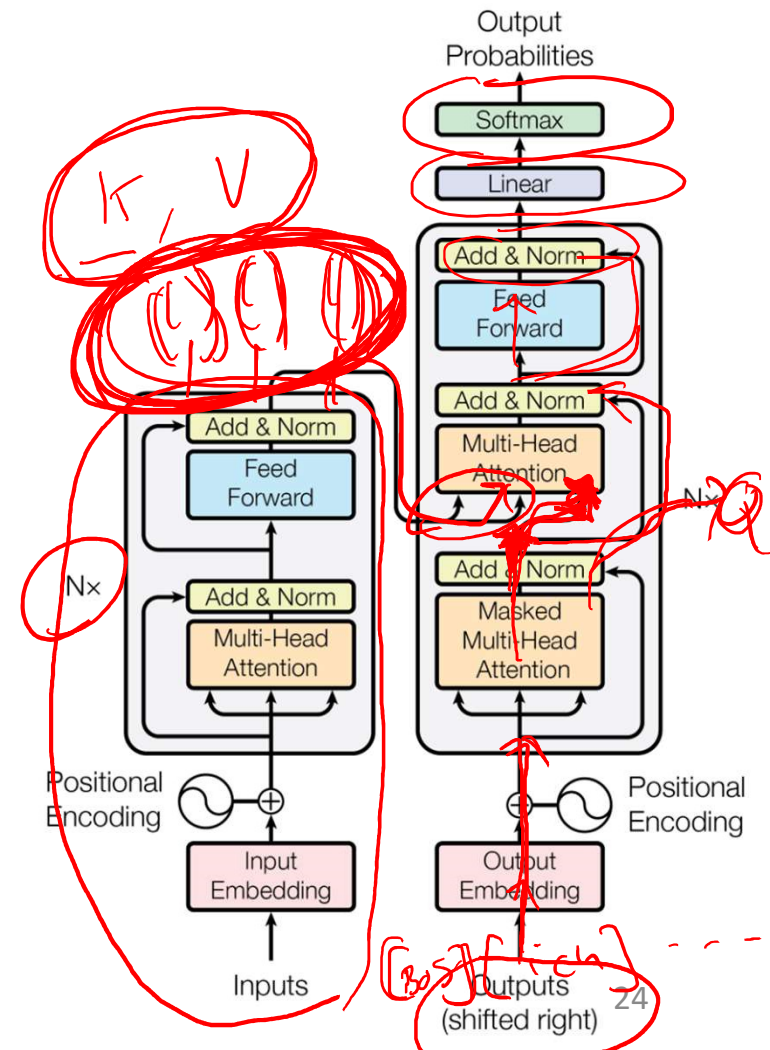 Output
Probabilities
Softmax
Linear
Add & Norm
Feed
Forward
Add & Norm
Multi-Head
Attention
N×
Q
Add & Norm
Masked
Multi-Head
Attention
K, V
Add & Norm
Feed
Forward
N×
Add & Norm
Multi-Head
Attention
Positional
Encoding
Positional
Encoding
Input
Embedding
Output
Embedding
[BOS] [ich] - - - -
Inputs
Outputs
(shifted right)
24